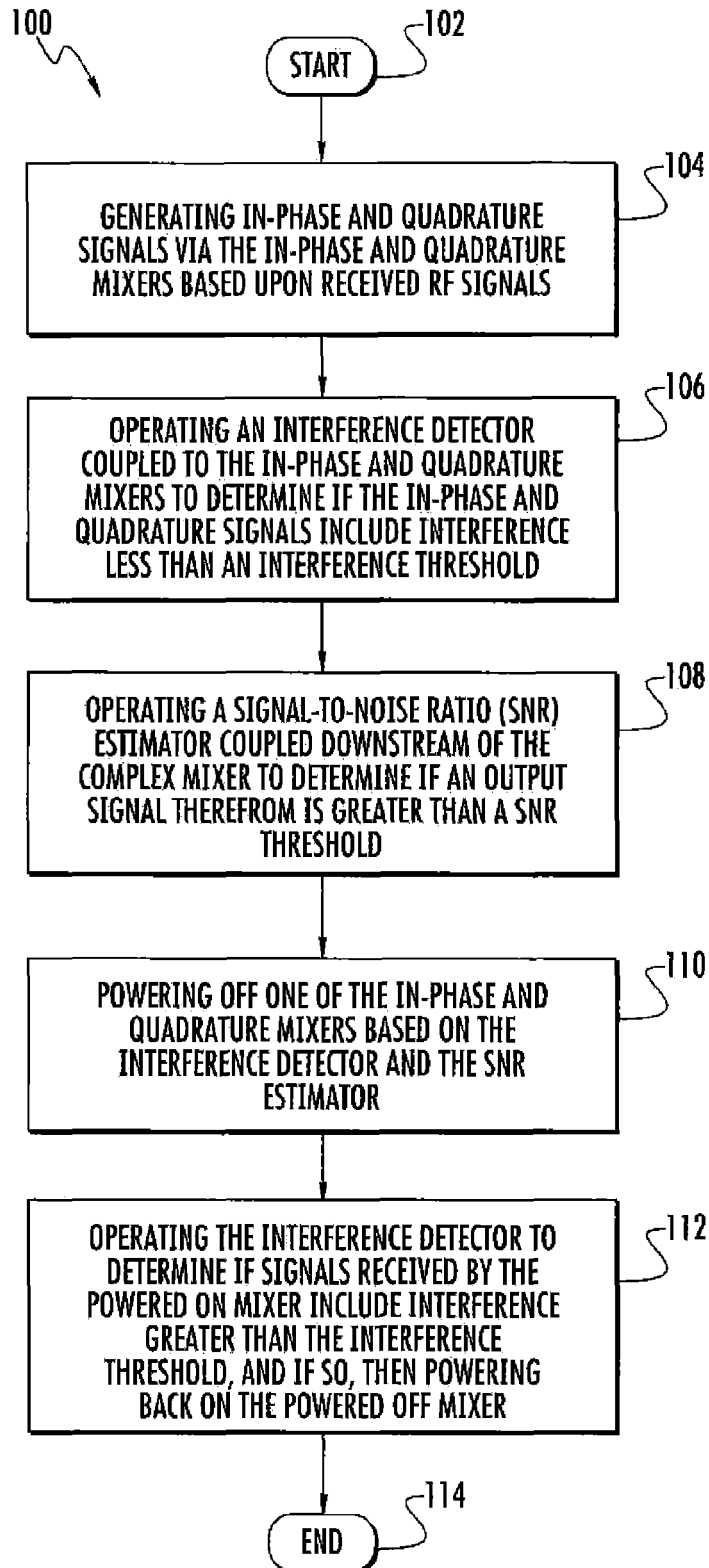 100
102
START
104
GENERATING IN-PHASE AND QUADRATURE
SIGNALS VIA THE IN-PHASE AND QUADRATURE
MIXERS BASED UPON RECEIVED RF SIGNALS
106
OPERATING AN INTERFERENCE DETECTOR
COUPLED TO THE IN-PHASE AND QUADRATURE
MIXERS TO DETERMINE IF THE IN-PHASE AND
QUADRATURE SIGNALS INCLUDE INTERFERENCE
LESS THAN AN INTERFERENCE THRESHOLD
108
OPERATING A SIGNAL-TO-NOISE RATIO (SNR)
ESTIMATOR COUPLED DOWNSTREAM OF THE
COMPLEX MIXER TO DETERMINE IF AN OUTPUT
SIGNAL THEREFROM IS GREATER THAN A SNR
THRESHOLD
110
POWERING OFF ONE OF THE IN-PHASE AND
QUADRATURE MIXERS BASED ON THE
INTERFERENCE DETECTOR AND THE SNR
ESTIMATOR
112
OPERATING THE INTERFERENCE DETECTOR TO
DETERMINE IF SIGNALS RECEIVED BY THE
POWERED ON MIXER INCLUDE INTERFERENCE
GREATER THAN THE INTERFERENCE
THRESHOLD, AND IF SO, THEN POWERING
BACK ON THE POWERED OFF MIXER
114
END